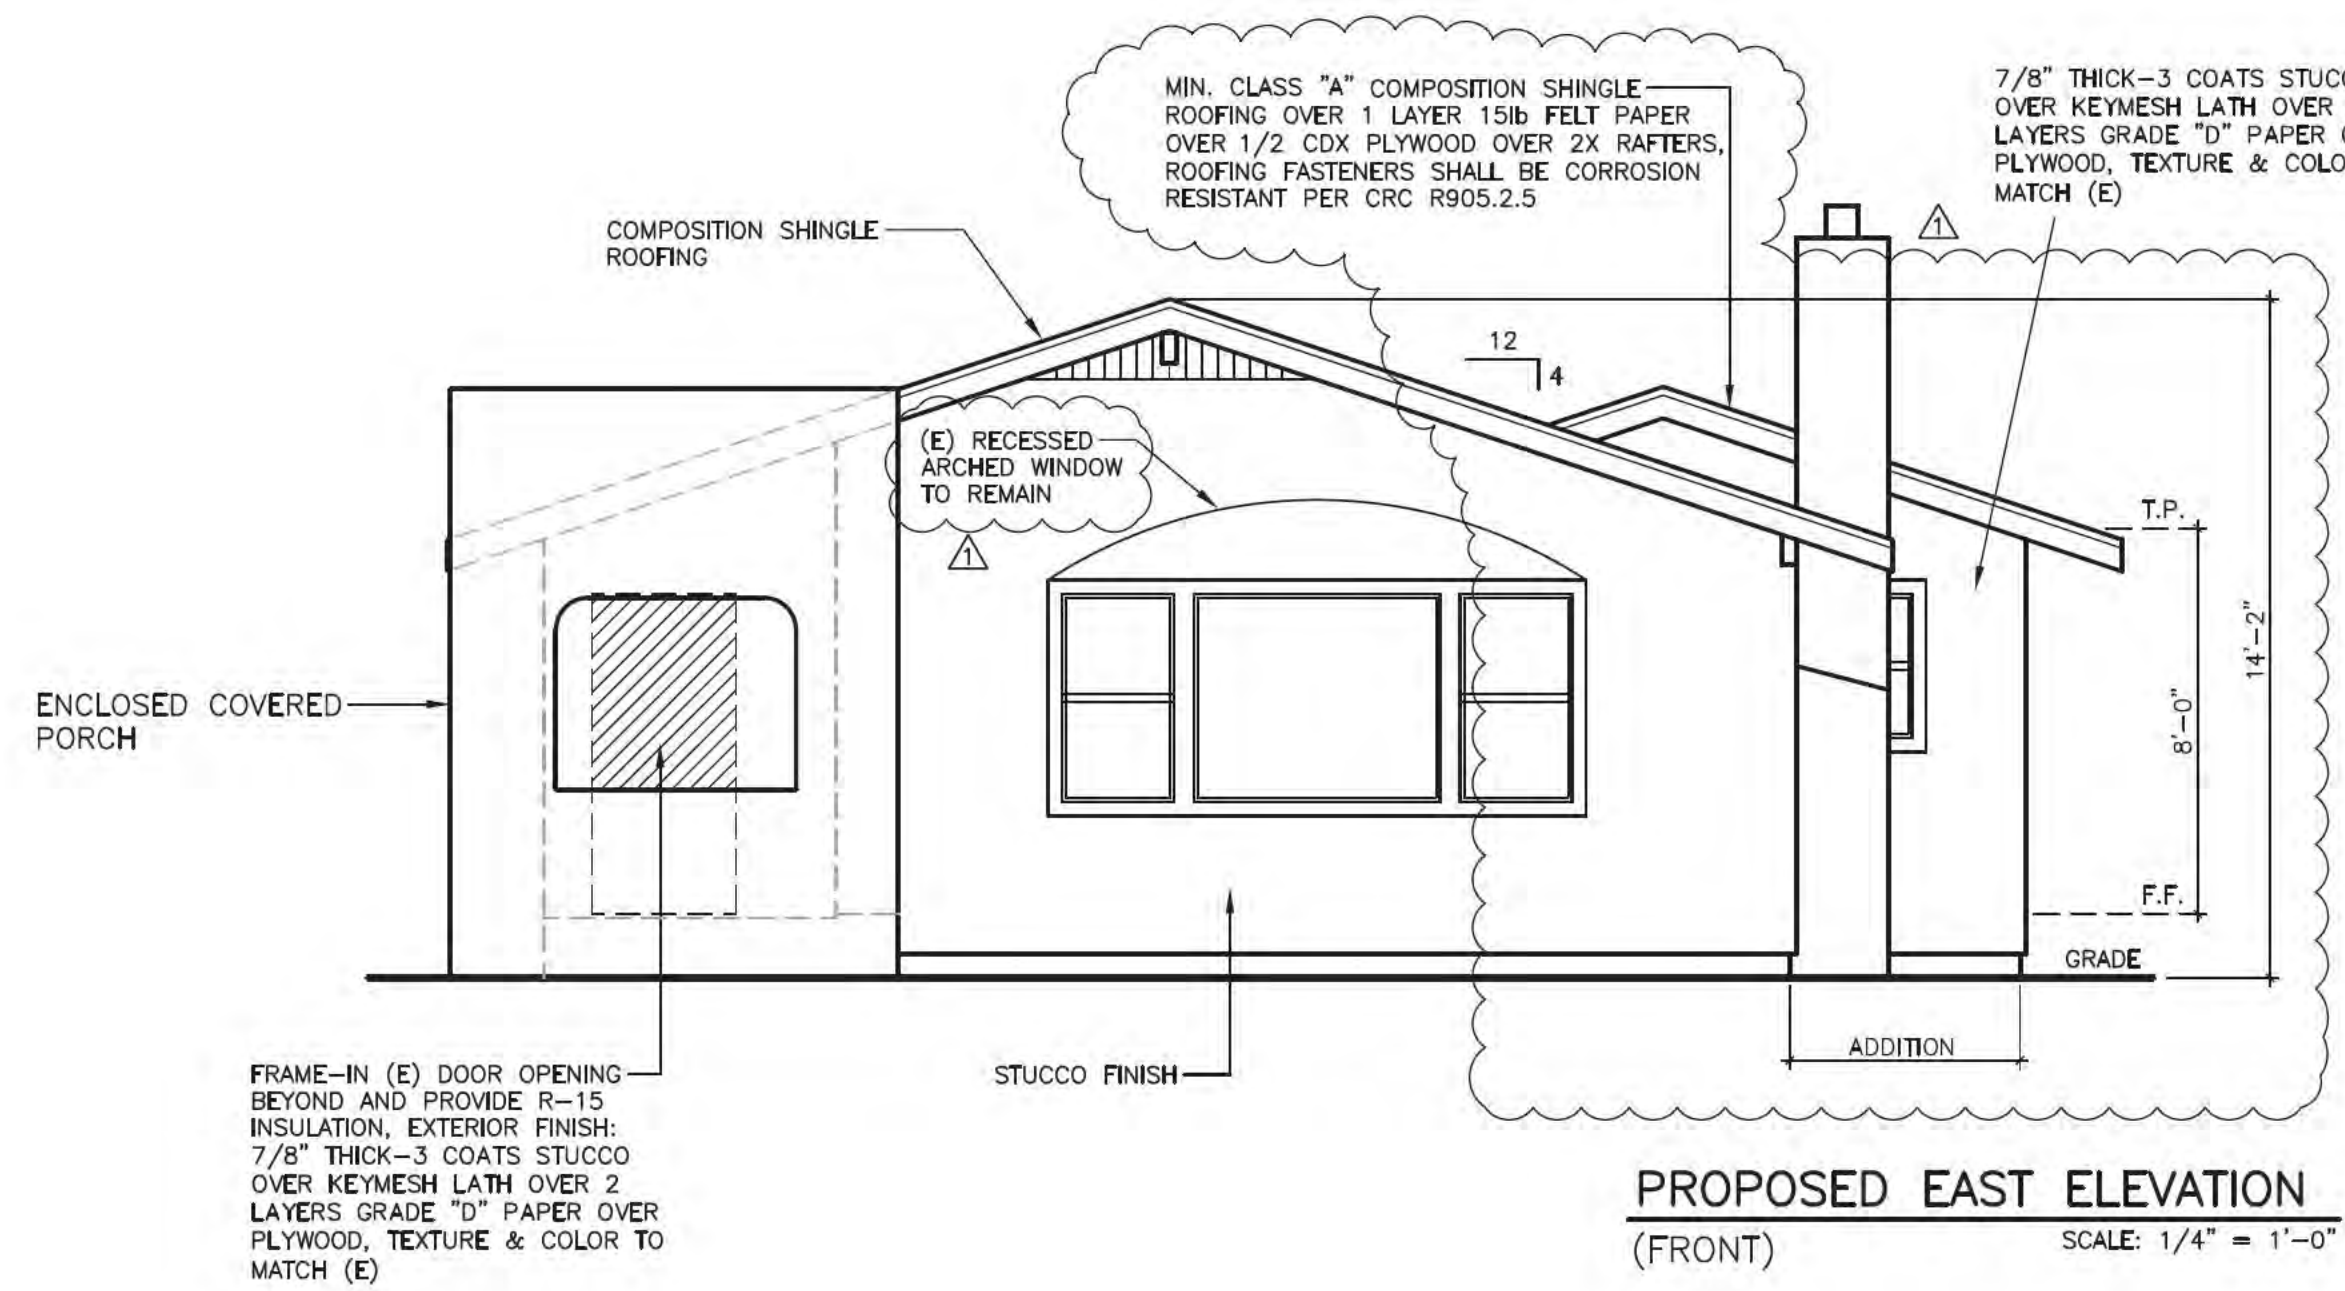 MIN. CLASS "A" COMPOSITION SHINGLE
ROOFING OVER 1 LAYER 15lb FELT PAPER
OVER 1/2 CDX PLYWOOD OVER 2X RAFTERS,
ROOFING FASTENERS SHALL BE CORROSION
RESISTANT PER CRC R905.2.5
7/8" THICK-3 COATS
OVER KEYMESH LATH OVER
LAYERS GRADE "D" PAPER
PLYWOOD, TEXTURE &
MATCH (E)
1
COMPOSITION SHINGLE
ROOFING
12
4
(E) RECESSED
ARCHED WINDOW
TO REMAIN
1
T.P.
14'-2"
8'-0"
ENCLOSED COVERED
PORCH
F.F.
GRADE
ADDITION
FRAME-IN (E) DOOR OPENING
BEYOND AND PROVIDE R-15
INSULATION, EXTERIOR FINISH:
7/8" THICK-3 COATS STUCCO
OVER KEYMESH LATH OVER 2
LAYERS GRADE "D" PAPER OVER
PLYWOOD, TEXTURE & COLOR TO
MATCH (E)
STUCCO FINISH
PROPOSED EAST ELEVATION
(FRONT)
SCALE: 1/4" = 1'-0"